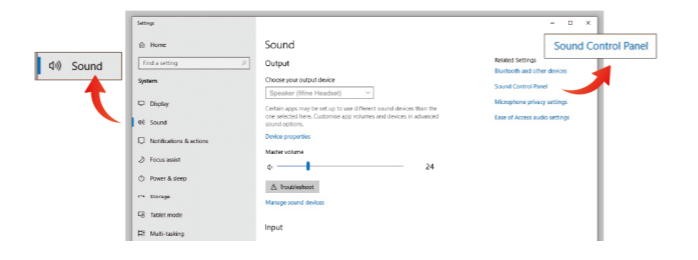 Settings
Home
Find a setting
System
Display
Sound
Notifications & actions
Focus assist
Power & sleep
Storage
Tablet mode
Multi-tasking
Sound
Sound
Output
Choose your output device
Speaker (Mine Headset)
Certain apps may be set up to use different sound devices than the
one selected here. Customise app volumes and devices in advanced
sound options.
Device properties
Master volume
24
Troubleshoot
Manage sound devices
Input
Sound Control Panel
Related Settings
Bluetooth and other devices
Sound Control Panel
Microphone privacy settings
Ease of Access audio settings